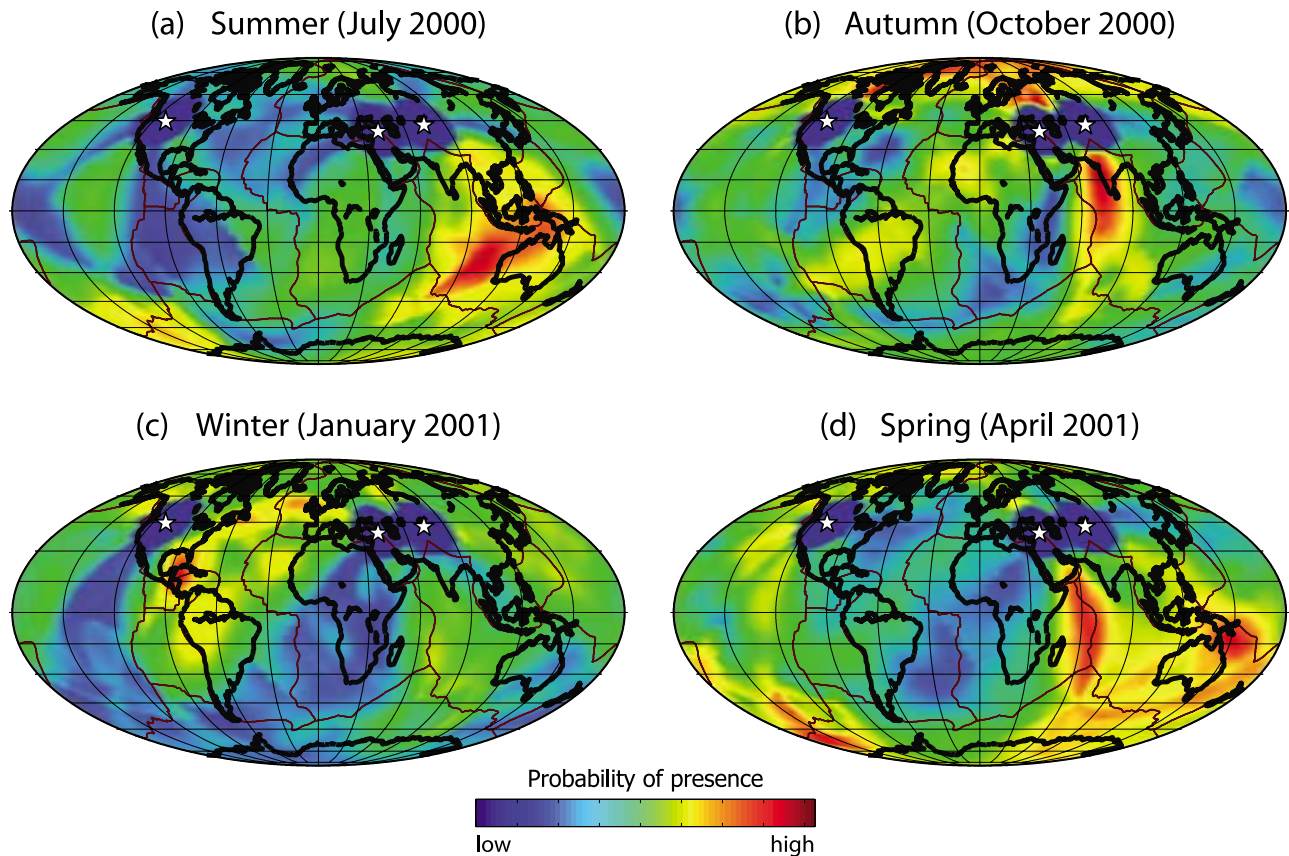 (a) Summer (July 2000)
(b) Autumn (October 2000)
(c) Winter (January 2001)
(d) Spring (April 2001)
Probability of presence
low high